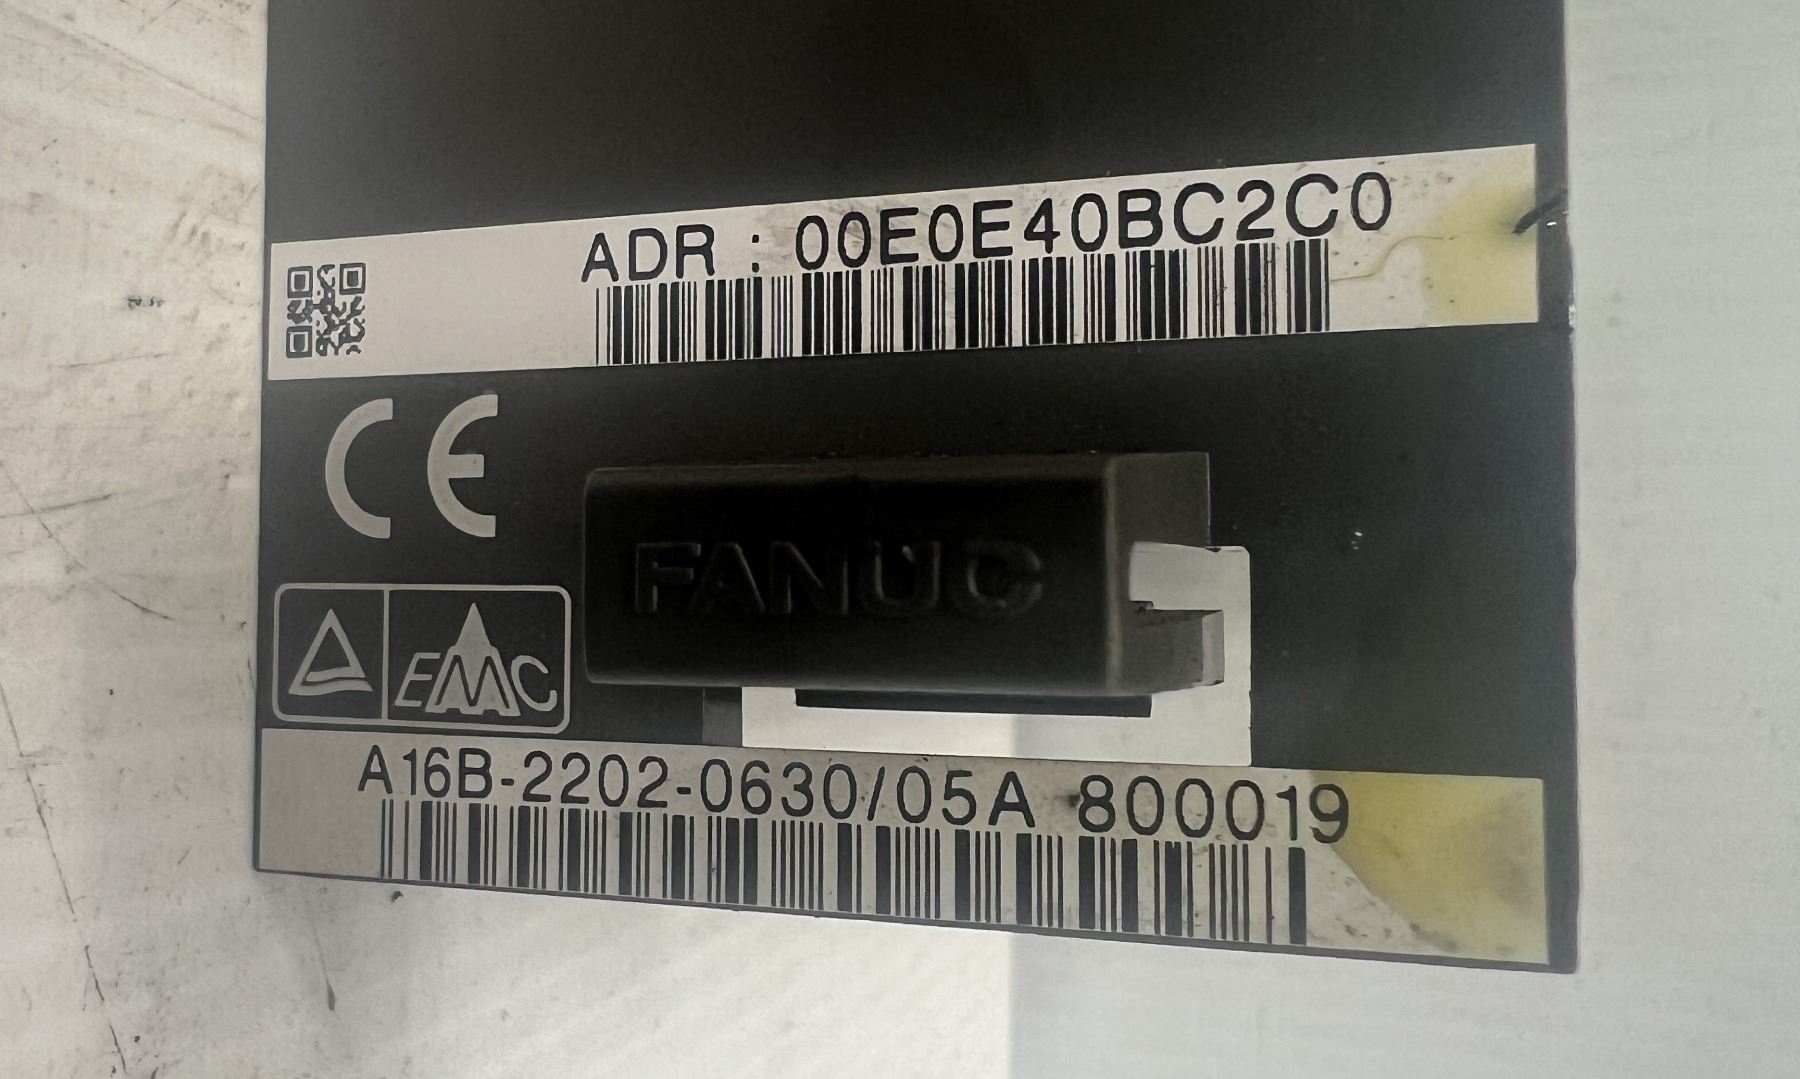 ADR : 00E0E40BC2C0
CE
FANUC
EMC
A16B-2202-0630/05A 800019